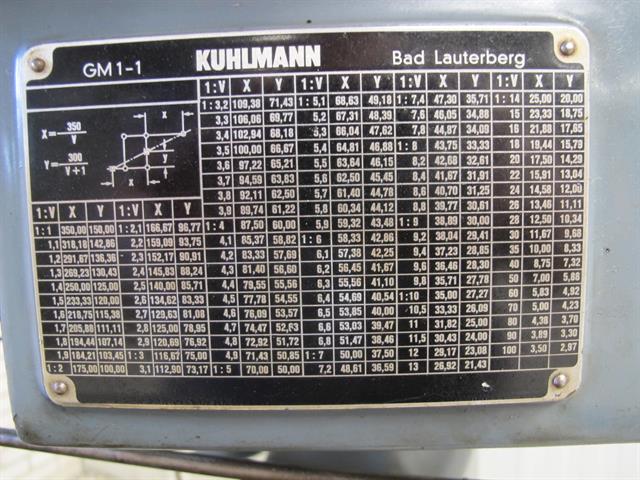 GM 1-1 KUHLMANN Bad Lauterberg
1:V X Y 1:V X Y 1:V X Y 1:V X Y
1:3,2 109,38 71,43 1:5,1 68,63 49,18 1:7,4 47,30 35,71 1:14 25,00 20,00
3,3 106,06 69,77 5,2 67,31 48,39 7,6 46,05 34,88 15 23,33 18,75
3,4 102,94 68,18 5,3 66,04 47,62 7,8 44,87 34,09 16 21,88 17,65
3,5 100,00 66,67 5,4 64,81 46,88 1:8 43,75 33,33 18 19,44 15,79
3,6 97,22 65,21 5,5 63,64 46,15 8,2 42,68 32,61 20 17,50 14,29
3,7 94,59 63,83 5,6 62,50 45,45 8,4 41,67 31,91 22 15,91 13,04
3,8 92,11 62,50 5,7 61,40 44,78 8,6 40,70 31,25 24 14,58 12,00
3,9 89,74 61,22 5,8 60,34 44,12 8,8 39,77 30,61 26 13,46 11,11
X = 350 / V
Y = 300 / V+1
x
y
y
x
1:V X Y 1:V X Y
1:1 350,00 150,00 1:2,1 166,67 96,77 1:4 87,50 60,00 5,9 59,32 43,48 1:9 38,89 30,00 28 12,50 10,34
1,1 318,18 142,86 2,2 159,09 93,75 4,1 85,37 58,82 1:6 58,33 42,86 9,2 38,04 29,41 30 11,67 9,68
1,2 291,67 136,36 2,3 152,17 90,91 4,2 83,33 57,69 6,1 57,38 42,25 9,4 37,23 28,85 35 10,00 8,33
1,3 269,23 130,43 2,4 145,83 88,24 4,3 81,40 56,60 6,2 56,45 41,67 9,6 36,46 28,30 40 8,75 7,32
1,4 250,00 125,00 2,5 140,00 85,71 4,4 79,55 55,56 6,3 55,56 41,10 9,8 35,71 27,78 50 7,00 5,88
1,5 233,33 120,00 2,6 134,62 83,33 4,5 77,78 54,55 6,4 54,69 40,54 1:10 35,00 27,27 60 5,83 4,92
1,6 218,75 115,38 2,7 129,63 81,08 4,6 76,09 53,57 6,5 53,85 40,00 10,5 33,33 26,09 70 5,00 4,23
1,7 205,88 111,11 2,8 125,00 78,95 4,7 74,47 52,63 6,6 53,03 39,47 11 31,82 25,00 80 4,38 3,70
1,8 194,44 107,14 2,9 120,69 76,92 4,8 72,92 51,72 6,8 51,47 38,46 11,5 30,43 24,00 90 3,89 3,30
1,9 184,21 103,45 1:3 116,67 75,00 4,9 71,43 50,85 1:7 50,00 37,50 12 29,17 23,08 100 3,50 2,97
1:2 175,00 100,00 3,1 112,90 73,17 1:5 70,00 50,00 7,2 48,61 36,59 13 26,92 21,43